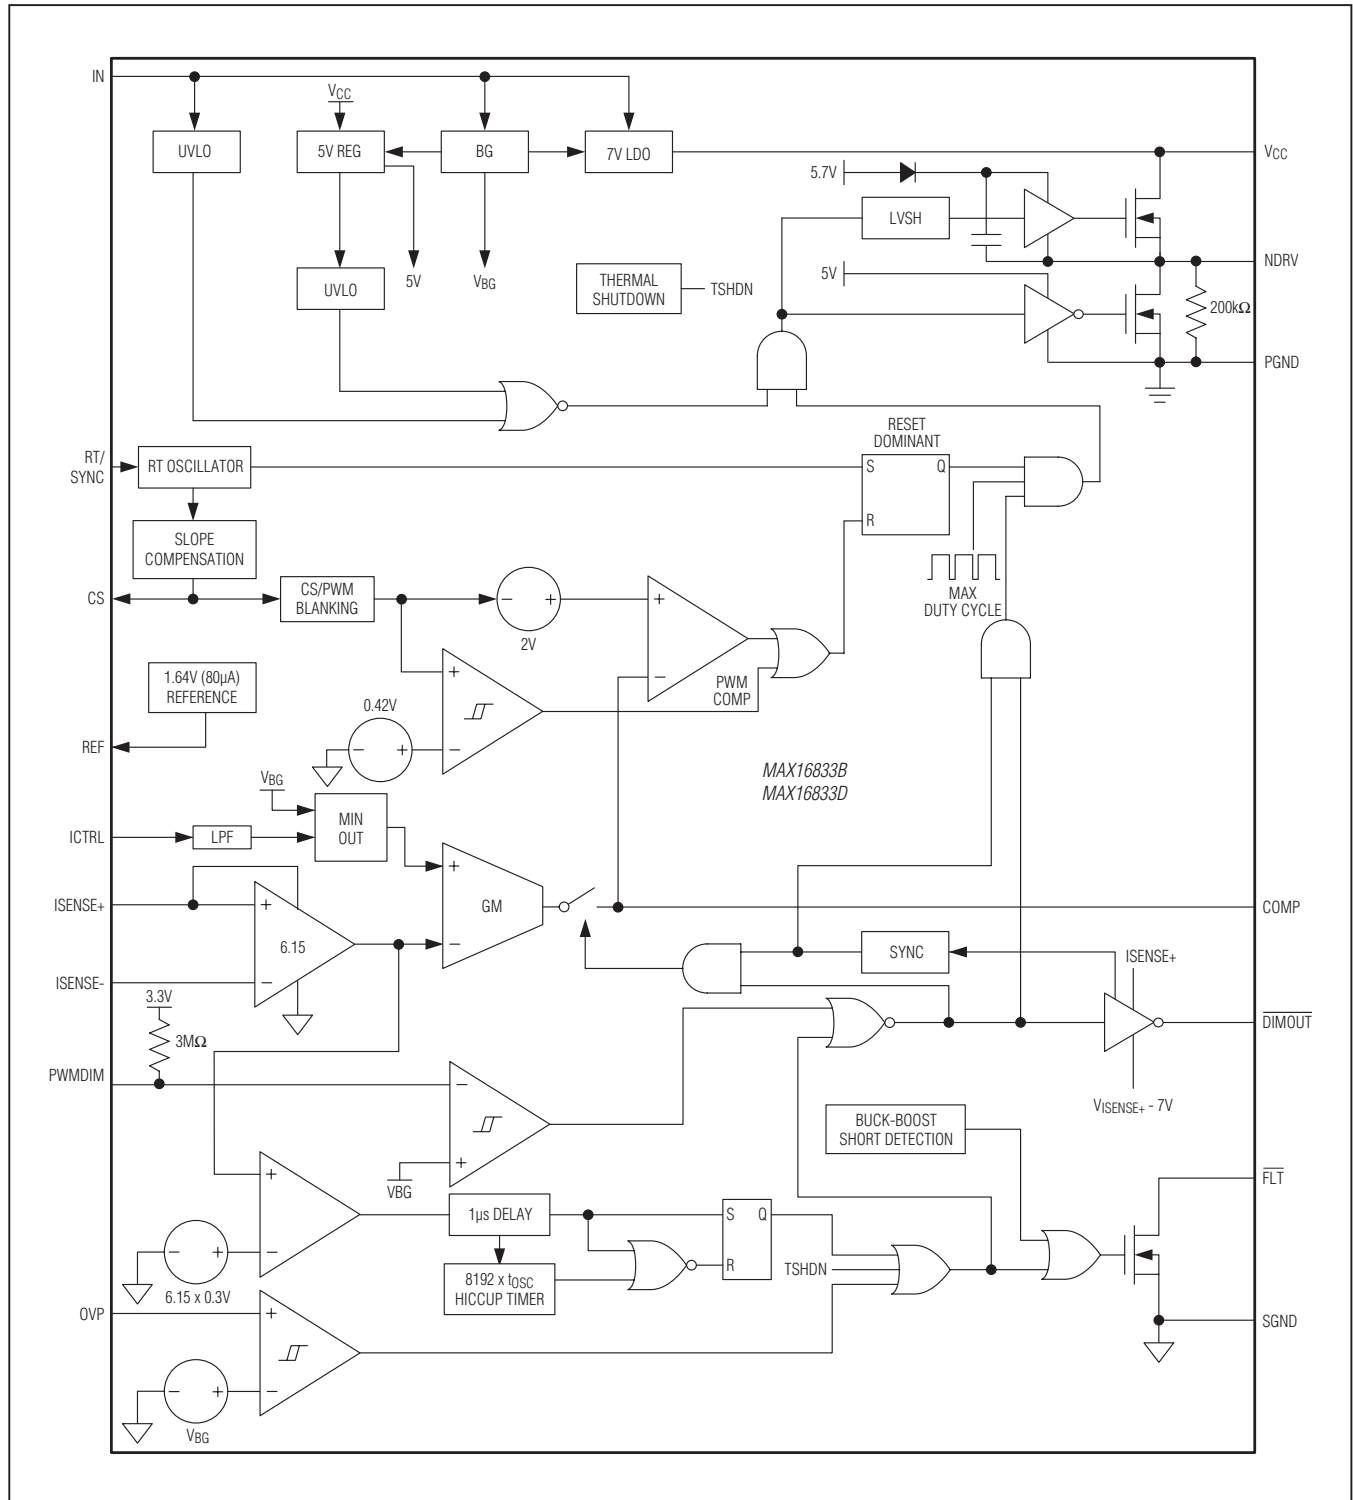 IN
VCC
UVLO
5V REG
BG
7V LDO
VCC
5.7V
LVSH
NDRV
UVLO
5V
VBG
THERMAL
SHUTDOWN
TSHDN
5V
200kΩ
PGND
RESET
DOMINANT
RT/
SYNC
RT OSCILLATOR
S
Q
R
SLOPE
COMPENSATION
CS
CS/PWM
BLANKING
−
+
2V
+
−
MAX
DUTY CYCLE
PWM
COMP
1.64V (80µA)
REFERENCE
0.42V
+
−
−
+
REF
MAX16833B
MAX16833D
VBG
MIN
OUT
ICTRL
LPF
+
−
GM
ISENSE+
+
6.15
−
COMP
SYNC
ISENSE+
ISENSE-
3.3V
3MΩ
DIMOUT
PWMDIM
−
+
VBG
VISENSE+ - 7V
BUCK-BOOST
SHORT DETECTION
FLT
+
−
1µs DELAY
S
Q
R
−
+
6.15 x 0.3V
8192 x tOSC
HICCUP TIMER
TSHDN
OVP
+
−
SGND
−
+
VBG